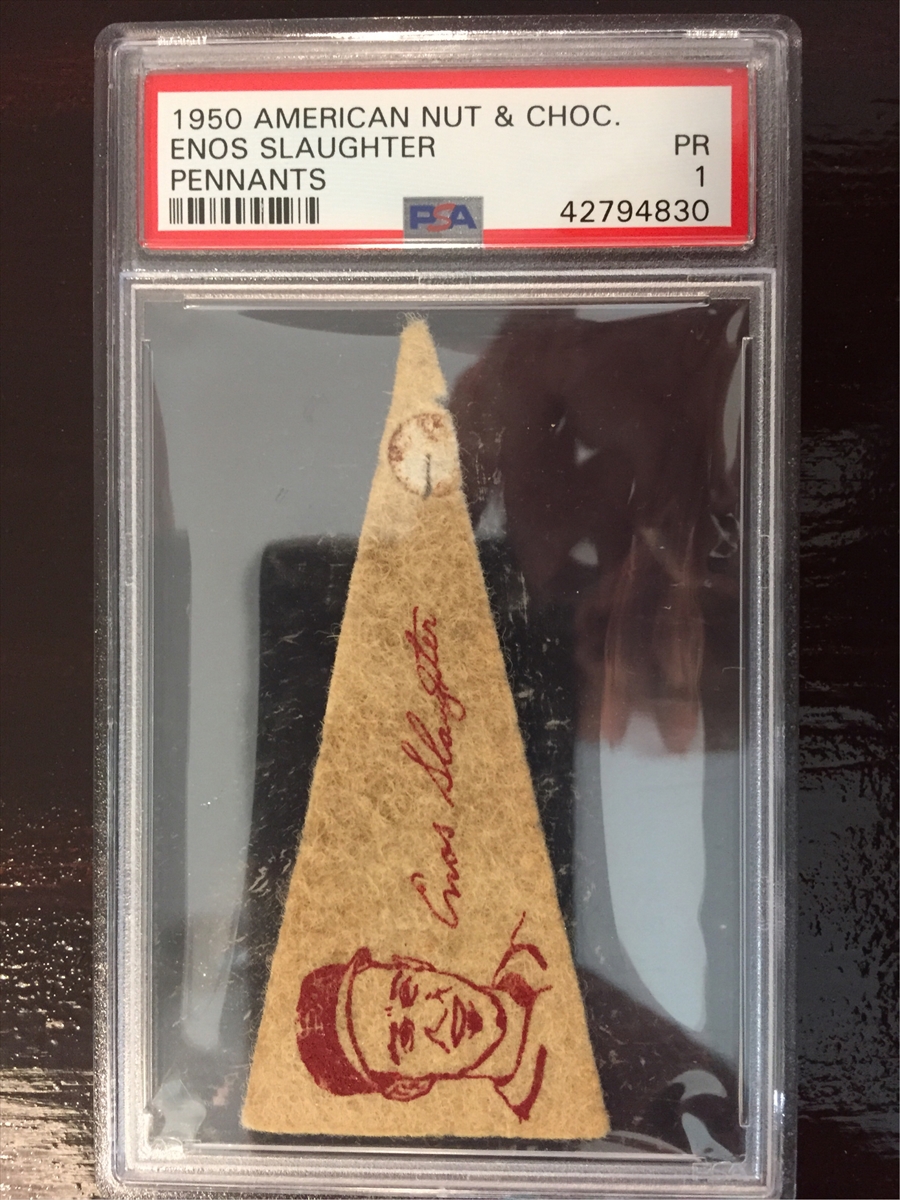 1950 AMERICAN NUT & CHOC.
ENOS SLAUGHTER PR
PENNANTS 1
PSA 42794830
Enos Slaughter